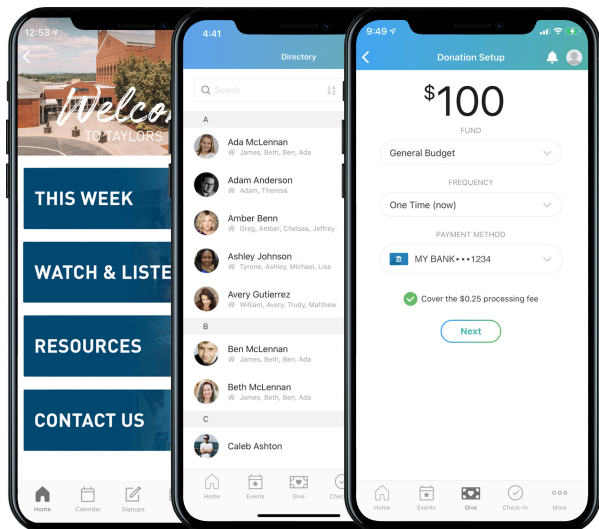 12:53
Welco
TO TAYLORS
THIS WEEK
WATCH & LISTE
RESOURCES
CONTACT US
Home
Calendar
Signups
4:41
Directory
Search
A
Ada McLennan
James, Beth, Ben, Ada
Adam Anderson
Adam, Theresa
Amber Benn
Greg, Amber, Chelsea, Jeffrey
Ashley Johnson
Tyrone, Ashley, Michael, Lisa
Avery Gutierrez
William, Avery, Trudy, Matthew
B
Ben McLennan
James, Beth, Ben, Ada
Beth McLennan
James, Beth, Ben, Ada
C
Caleb Ashton
Home
Events
Give
Chec
9:49
Donation Setup
$100
FUND
General Budget
FREQUENCY
One Time (now)
PAYMENT METHOD
MY BANK•••1234
Cover the $0.25 processing fee
Next
Home
Events
Give
Check-In
More